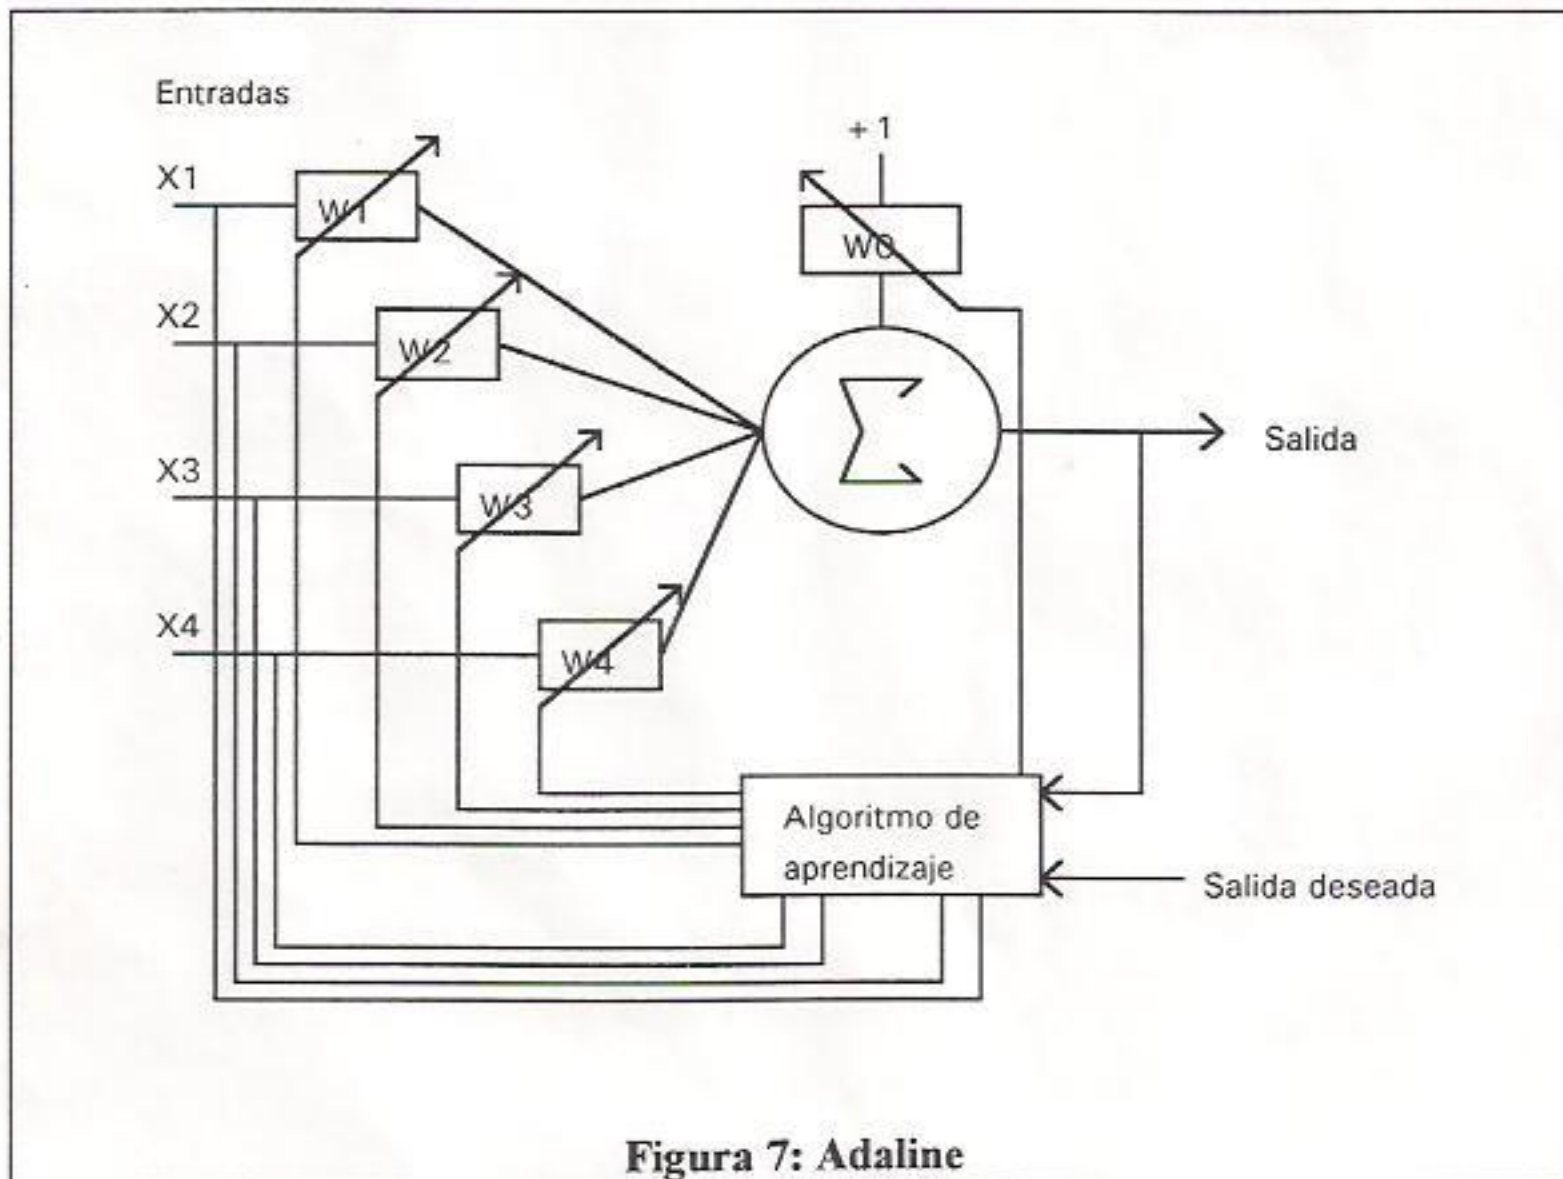 Entradas
+1
X1
W1
W0
X2
W2
Σ
Salida
X3
W3
X4
W4
Algoritmo de
aprendizaje
Salida deseada
Figura 7: Adaline